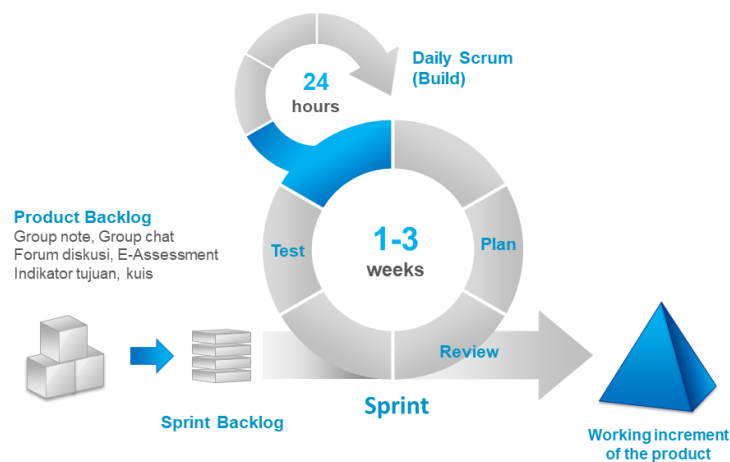 Daily Scrum
(Build)
24
hours
Product Backlog
Group note, Group chat
Forum diskusi, E-Assessment
Indikator tujuan, kuis
Test
1-3
weeks
Plan
Review
Sprint Backlog
Sprint
Working increment
of the product